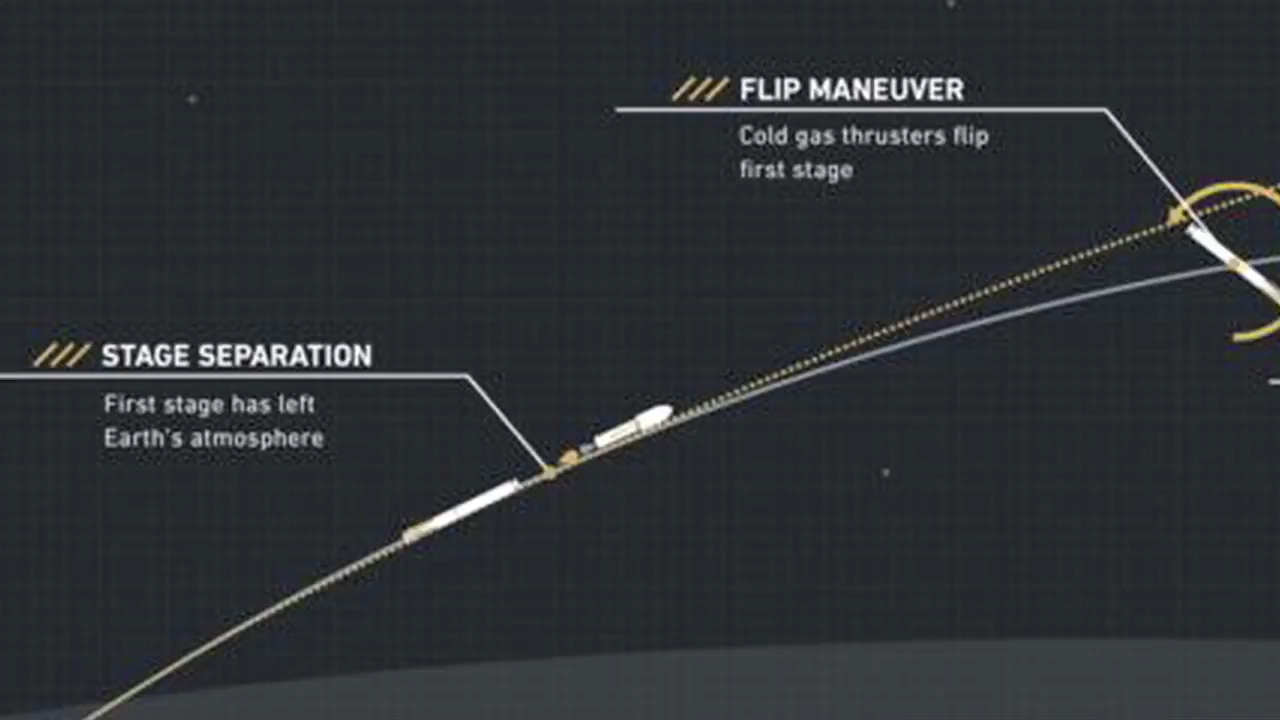 FLIP MANEUVER
Cold gas thrusters flip
first stage
STAGE SEPARATION
First stage has left
Earth's atmosphere